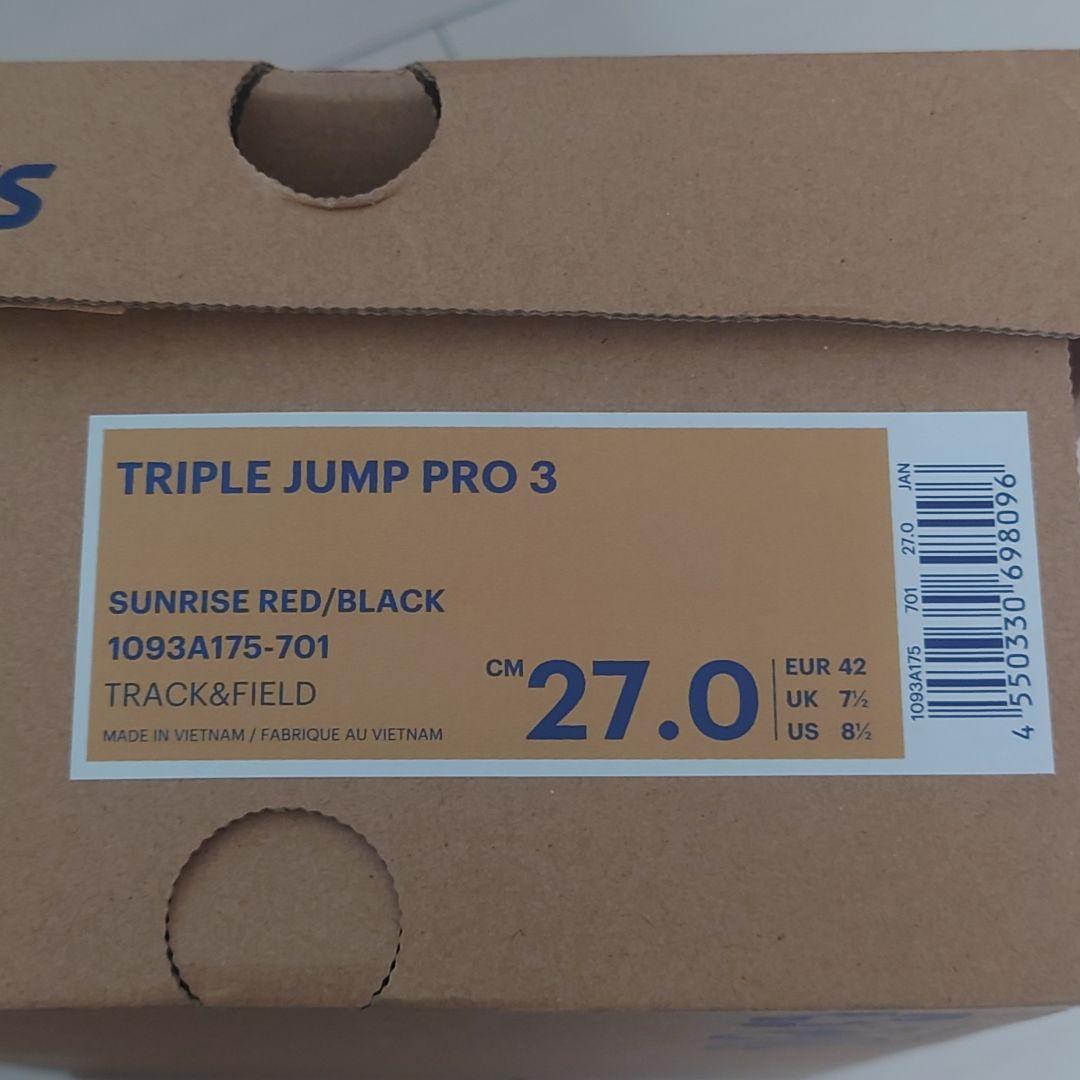 TRIPLE JUMP PRO 3
SUNRISE RED/BLACK
1093A175-701
TRACK&FIELD
MADE IN VIETNAM / FABRIQUE AU VIETNAM
CM 27.0
EUR 42
UK 7½
US 8½
1093A175 701 27.0 JAN
4 550330 698096